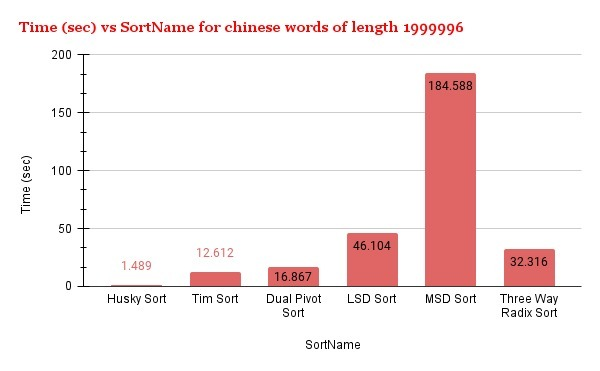 Time (sec) vs SortName for chinese words of length 1999996
200
150
100
50
0
Time (sec)
1.489
12.612
16.867
46.104
184.588
32.316
Husky Sort
Tim Sort
Dual Pivot
Sort
LSD Sort
MSD Sort
Three Way
Radix Sort
SortName